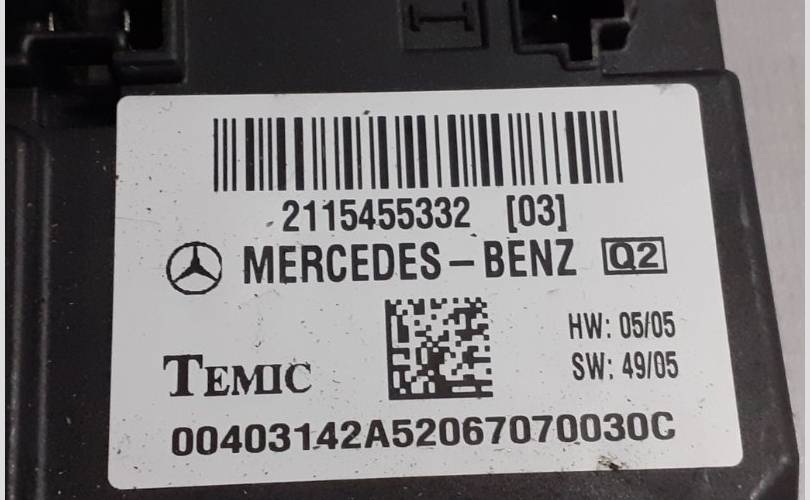 2115455332 [03]
MERCEDES-BENZ Q2
HW: 05/05
TEMIC
SW: 49/05
00403142A52067070030C